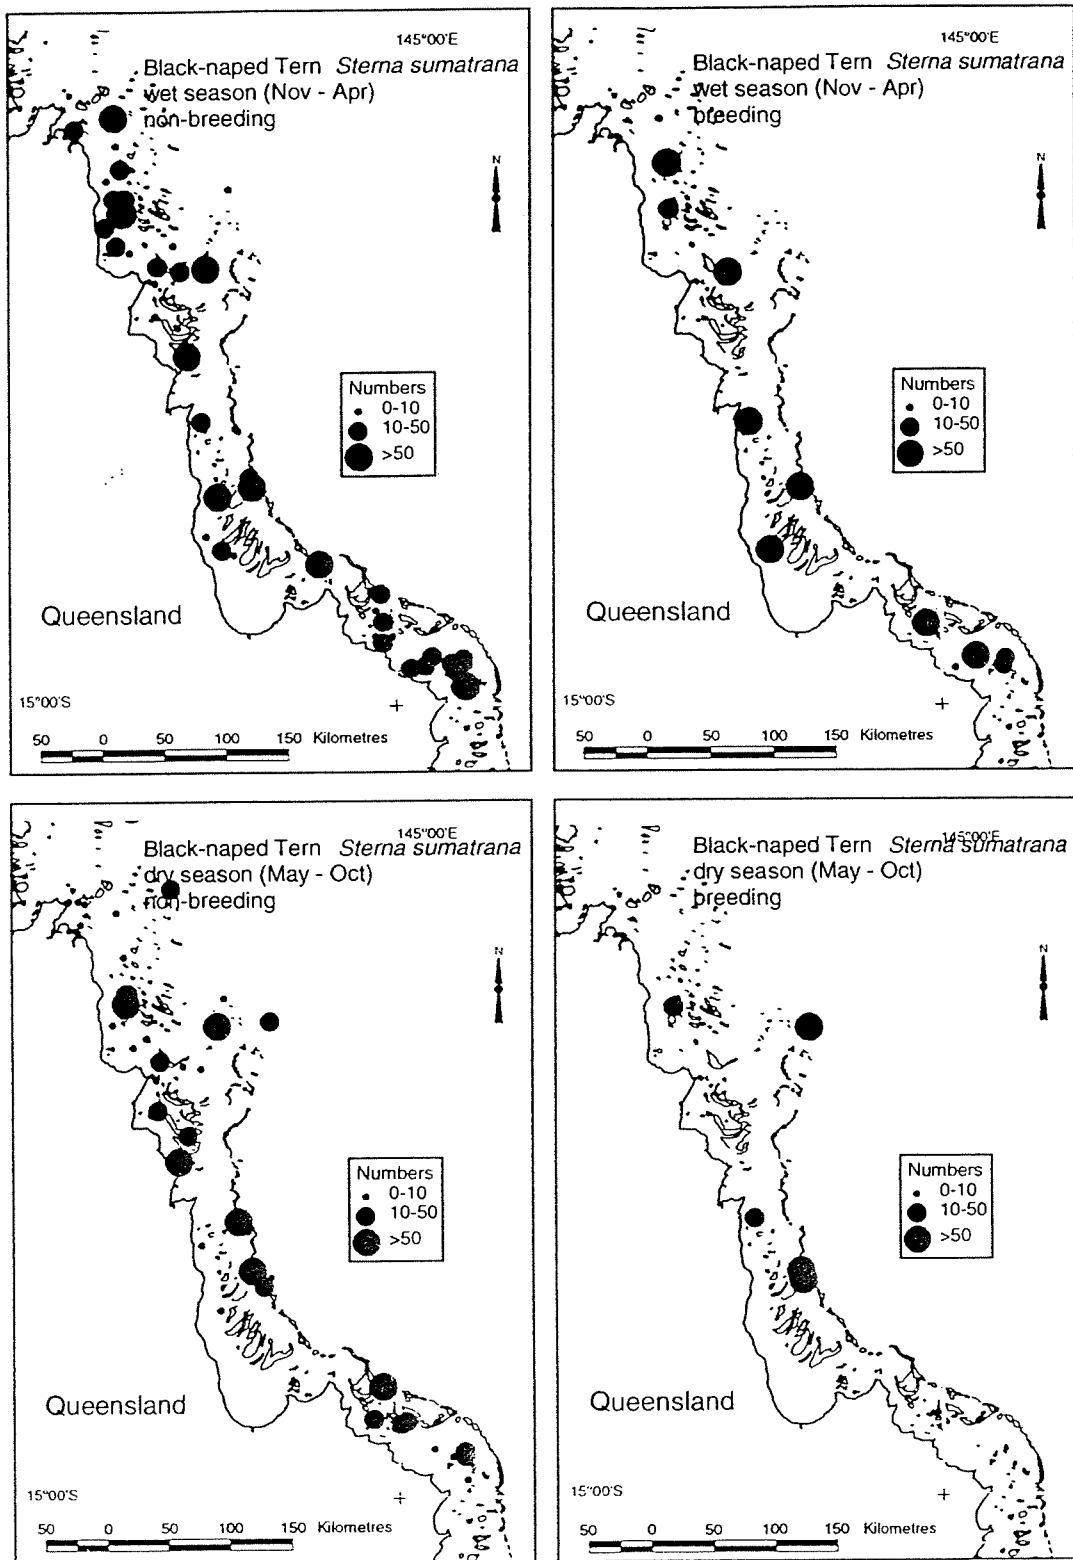 145°00'E
Black-naped Tern Sterna sumatrana
wet season (Nov - Apr)
non-breeding
N
Numbers
0-10
10-50
>50
Queensland
15°00'S
50 0 50 100 150 Kilometres
145°00'E
Black-naped Tern Sterna sumatrana
wet season (Nov - Apr)
breeding
N
Numbers
0-10
10-50
>50
Queensland
15°00'S
50 0 50 100 150 Kilometres
145°00'E
Black-naped Tern Sterna sumatrana
dry season (May - Oct)
non-breeding
N
Numbers
0-10
10-50
>50
Queensland
15°00'S
50 0 50 100 150 Kilometres
145°00'E
Black-naped Tern Sterna sumatrana
dry season (May - Oct)
breeding
N
Numbers
0-10
10-50
>50
Queensland
15°00'S
50 0 50 100 150 Kilometres